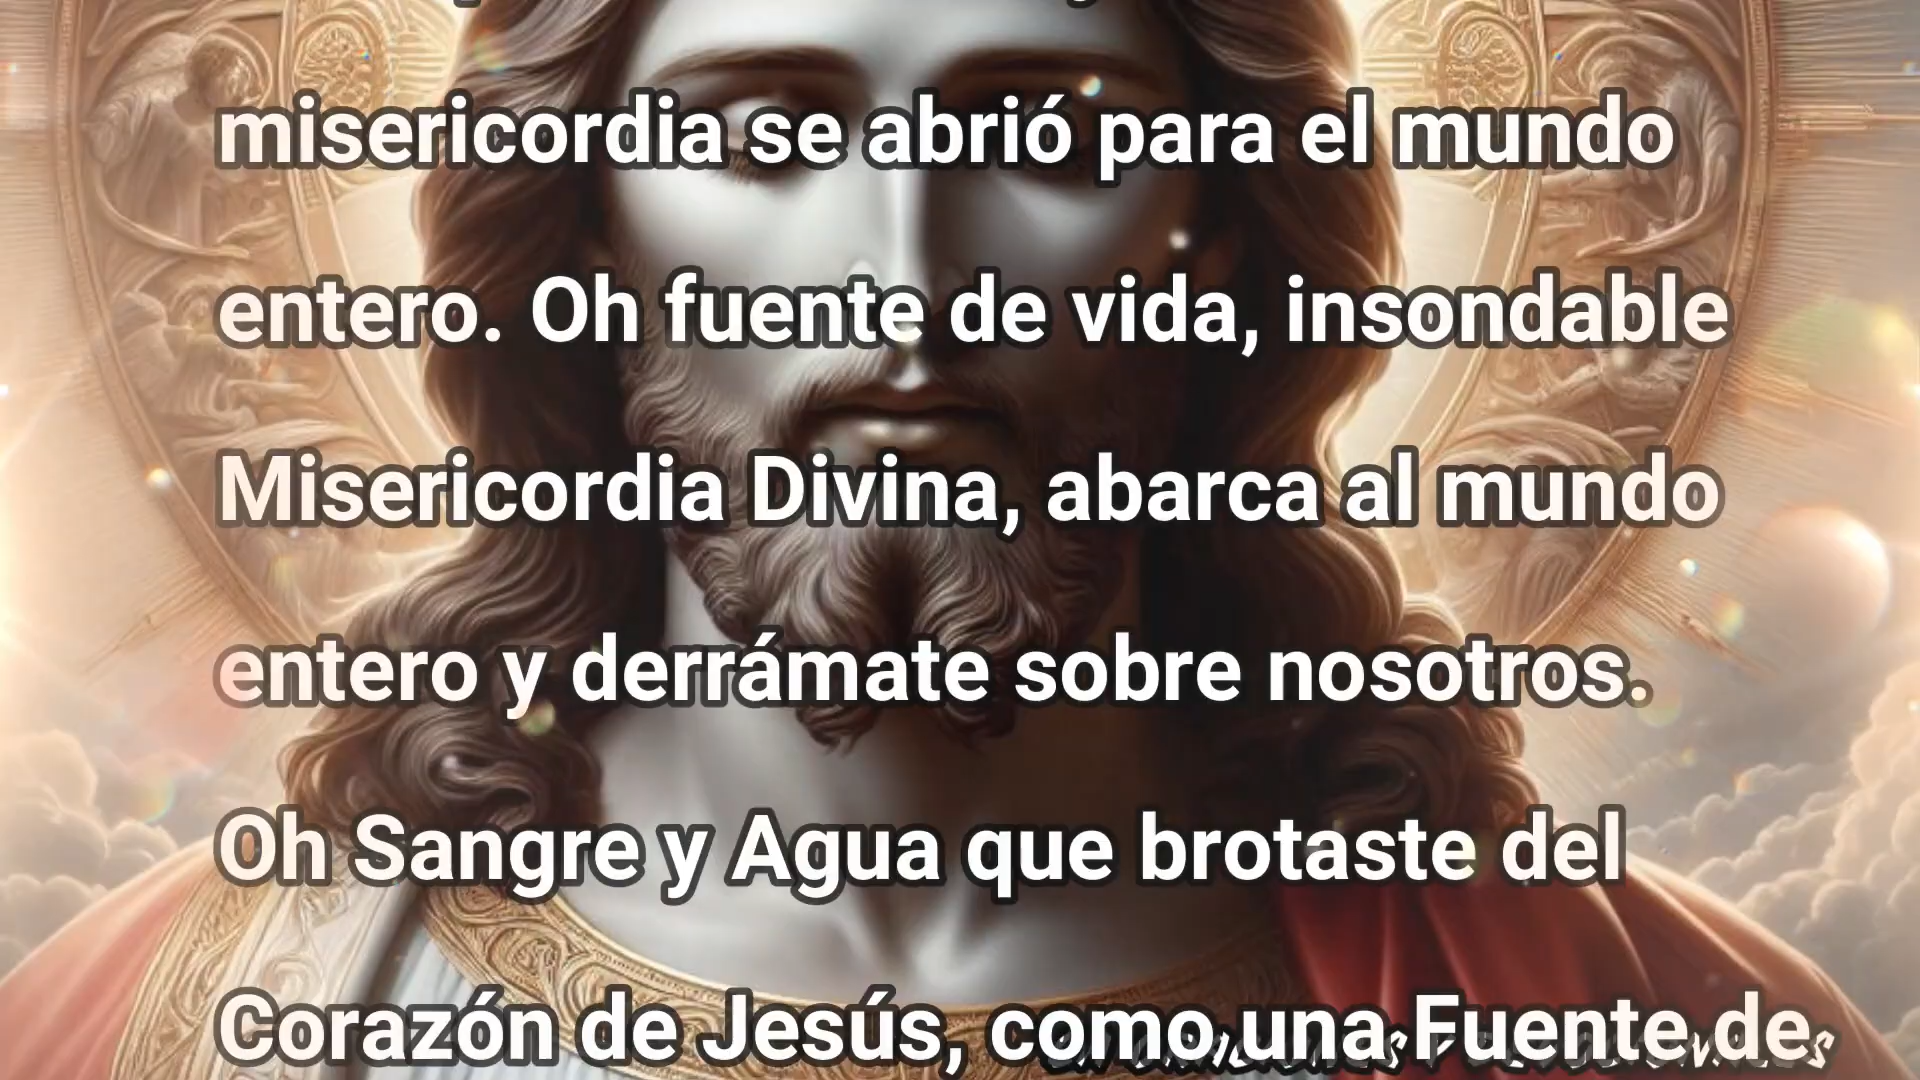 misericordia se abrió para el mundo
entero. Oh fuente de vida, insondable
Misericordia Divina, abarca al mundo
entero y derrámate sobre nosotros.
Oh Sangre y Agua que brotaste del
Corazón de Jesús, como una Fuente de